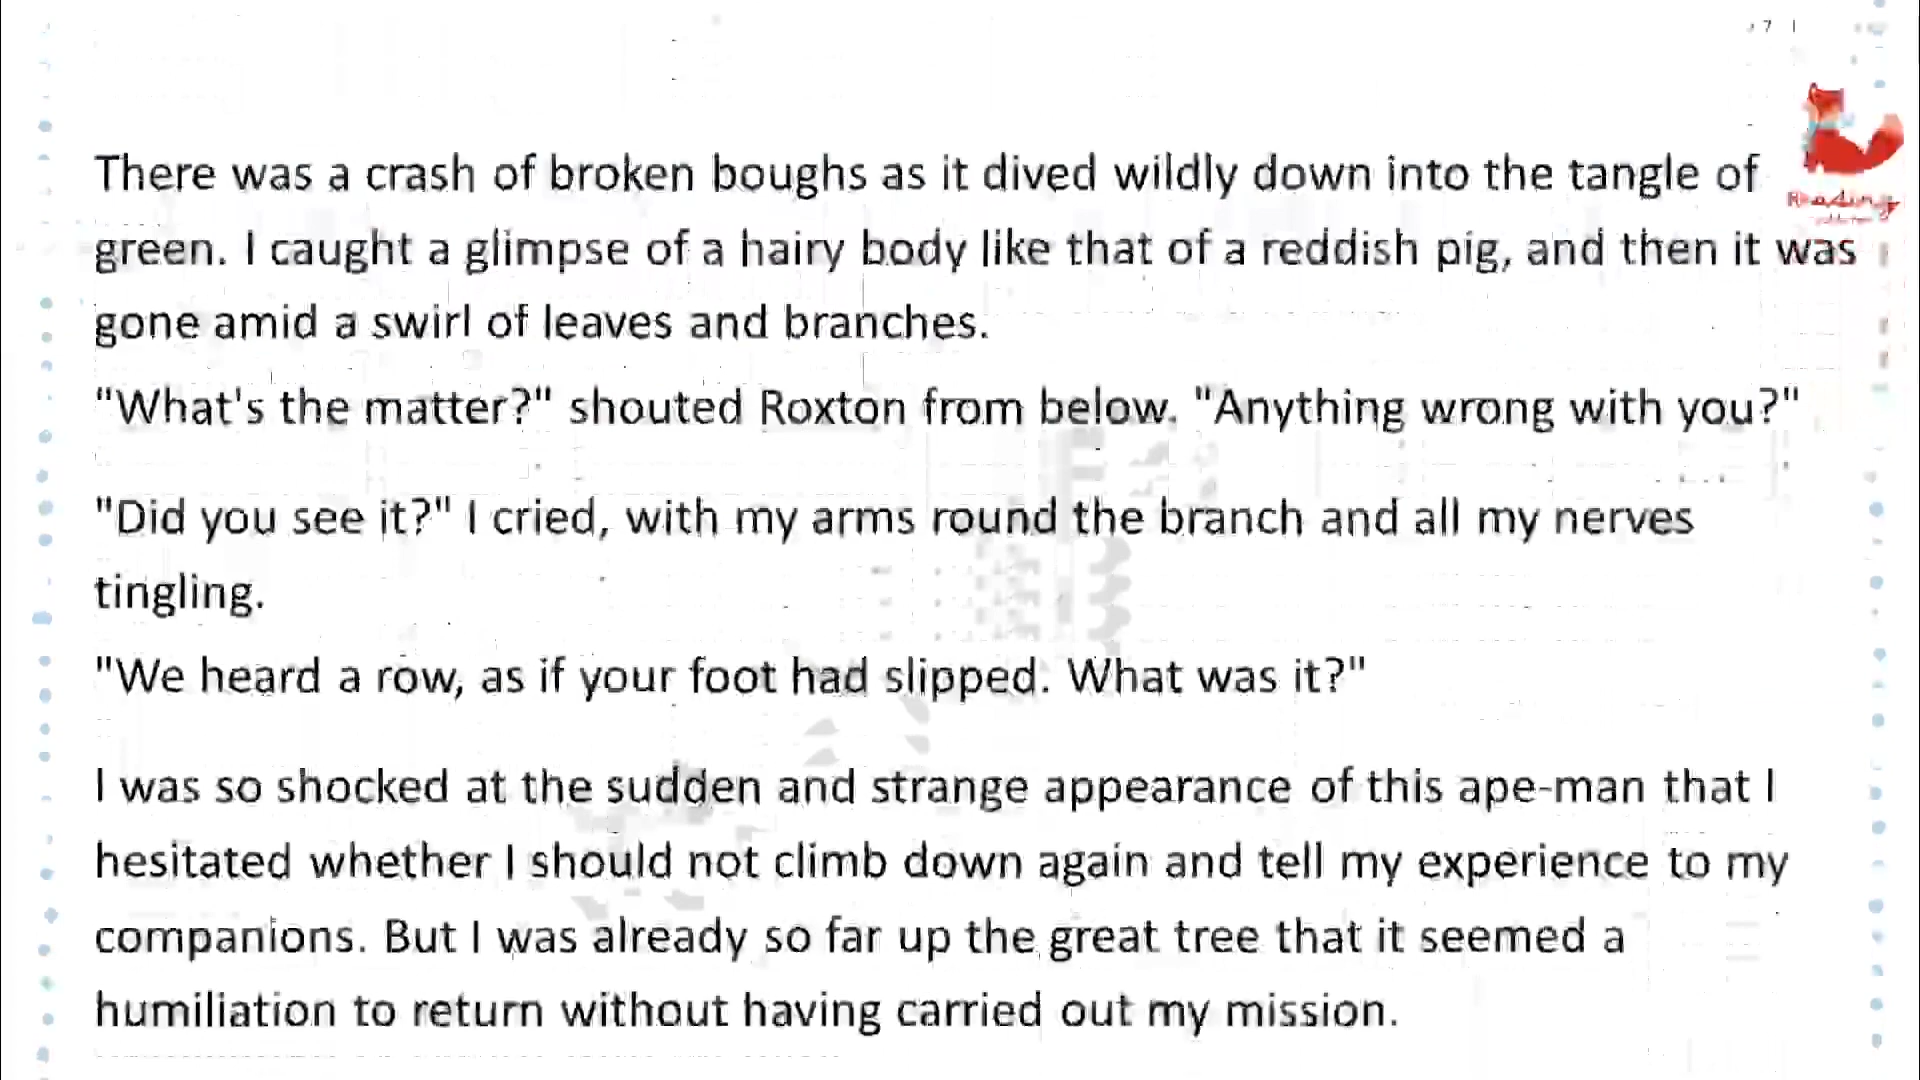 There was a crash of broken boughs as it dived wildly down into the tangle of
green. I caught a glimpse of a hairy body like that of a reddish pig, and then it was
gone amid a swirl of leaves and branches.
"What's the matter?" shouted Roxton from below. "Anything wrong with you?"
"Did you see it?" I cried, with my arms round the branch and all my nerves
tingling.
"We heard a row, as if your foot had slipped. What was it?"
I was so shocked at the sudden and strange appearance of this ape-man that I
hesitated whether I should not climb down again and tell my experience to my
companions. But I was already so far up the great tree that it seemed a
humiliation to return without having carried out my mission.
Reading